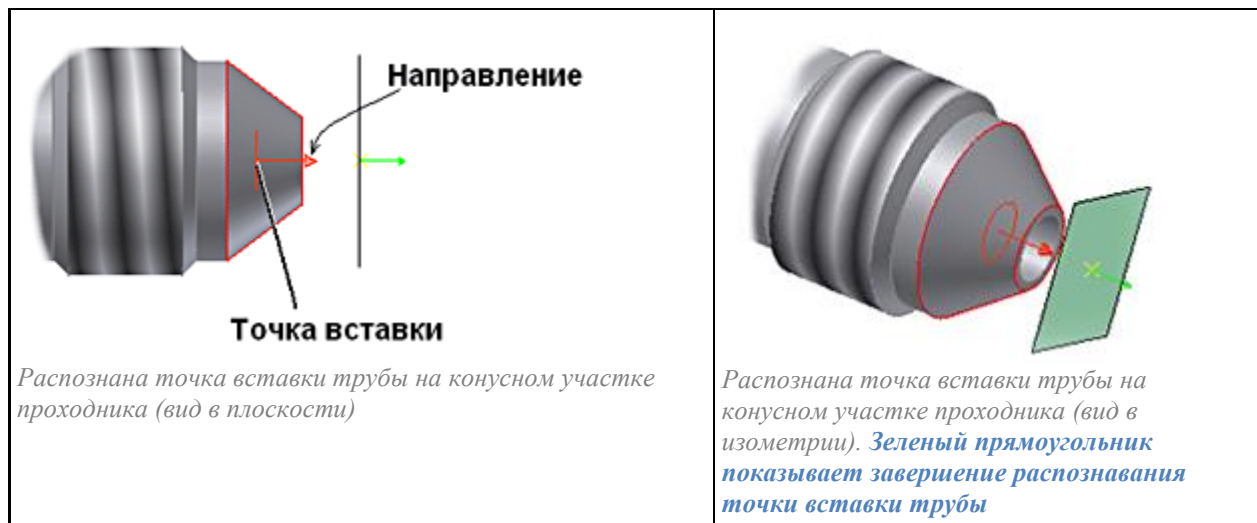 Направление
Точка вставки
Распознана точка вставки трубы на конусном участке
проходника (вид в плоскости)
Распознана точка вставки трубы на
конусном участке проходника (вид в
изометрии). Зеленый прямоугольник
показывает завершение распознавания
точки вставки трубы